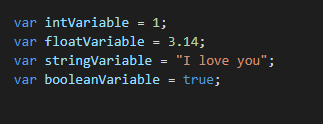 var intVariable = 1;
var floatVariable = 3.14;
var stringVariable = "I love you";
var booleanVariable = true;